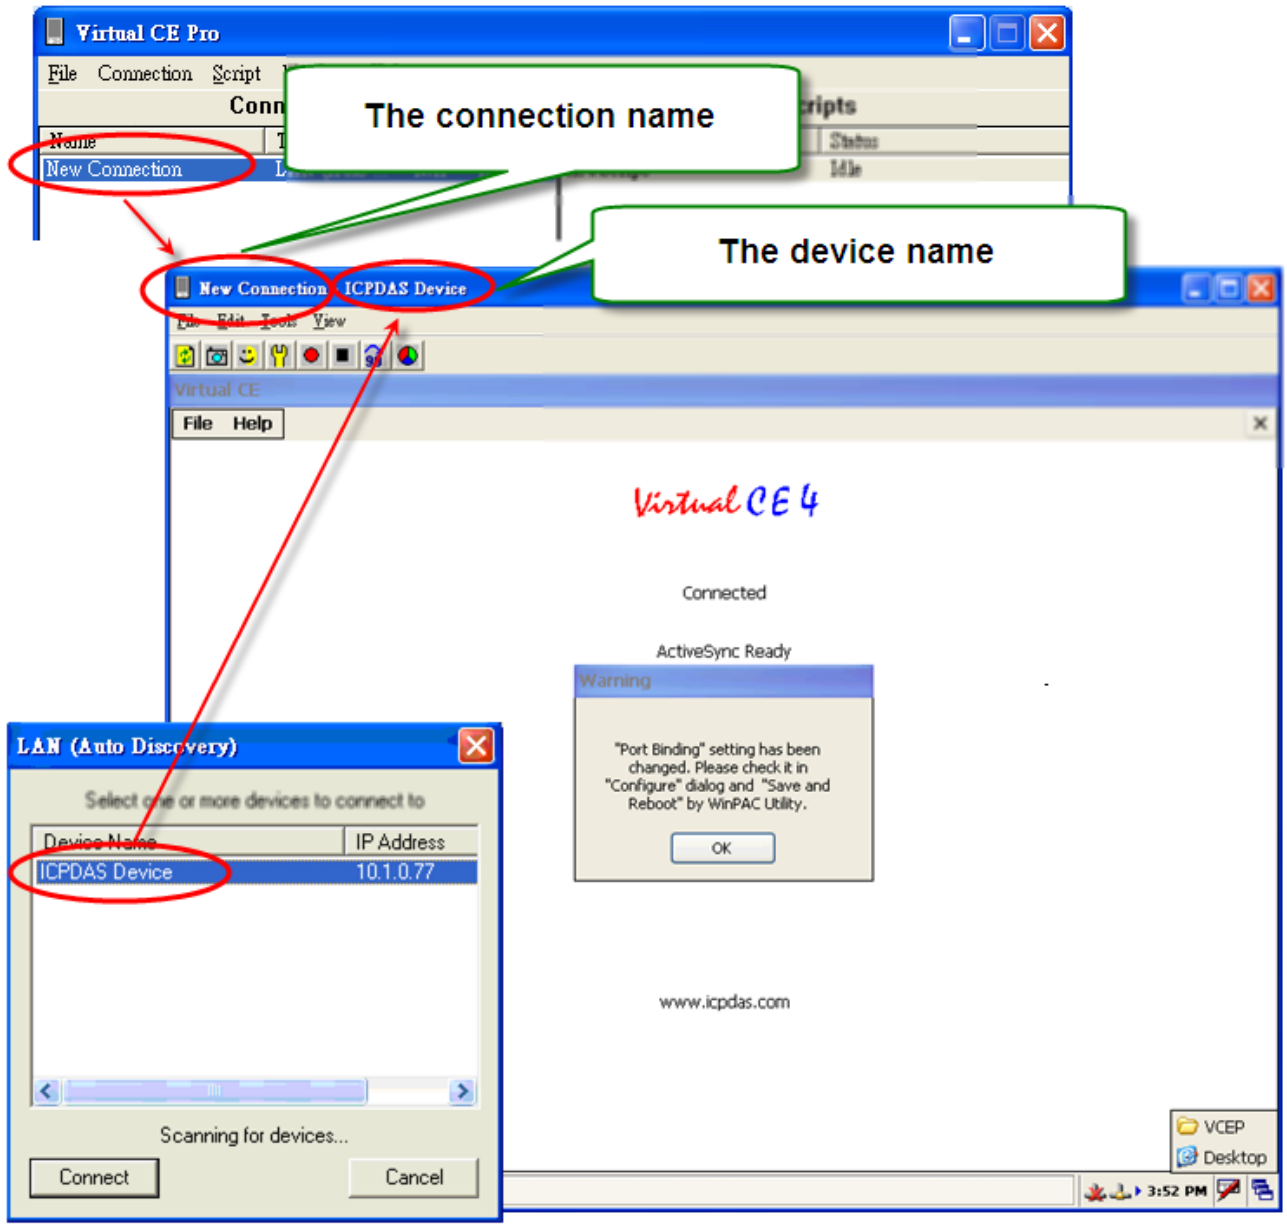 Virtual CE Pro
File Connection Script
The connection name
Name Status
New Connection Idle
The device name
New Connection - ICPDAS Device
File Edit Tools View
Virtual CE
File Help
Virtual CE 4
Connected
ActiveSync Ready
Warning
"Port Binding" setting has been
changed. Please check it in
"Configure" dialog and "Save and
Reboot" by WinPAC Utility.
OK
www.icpdas.com
LAN (Auto Discovery)
Select one or more devices to connect to
Device Name IP Address
ICPDAS Device 10.1.0.77
Scanning for devices...
Connect Cancel
VCEP
Desktop
3:52 PM